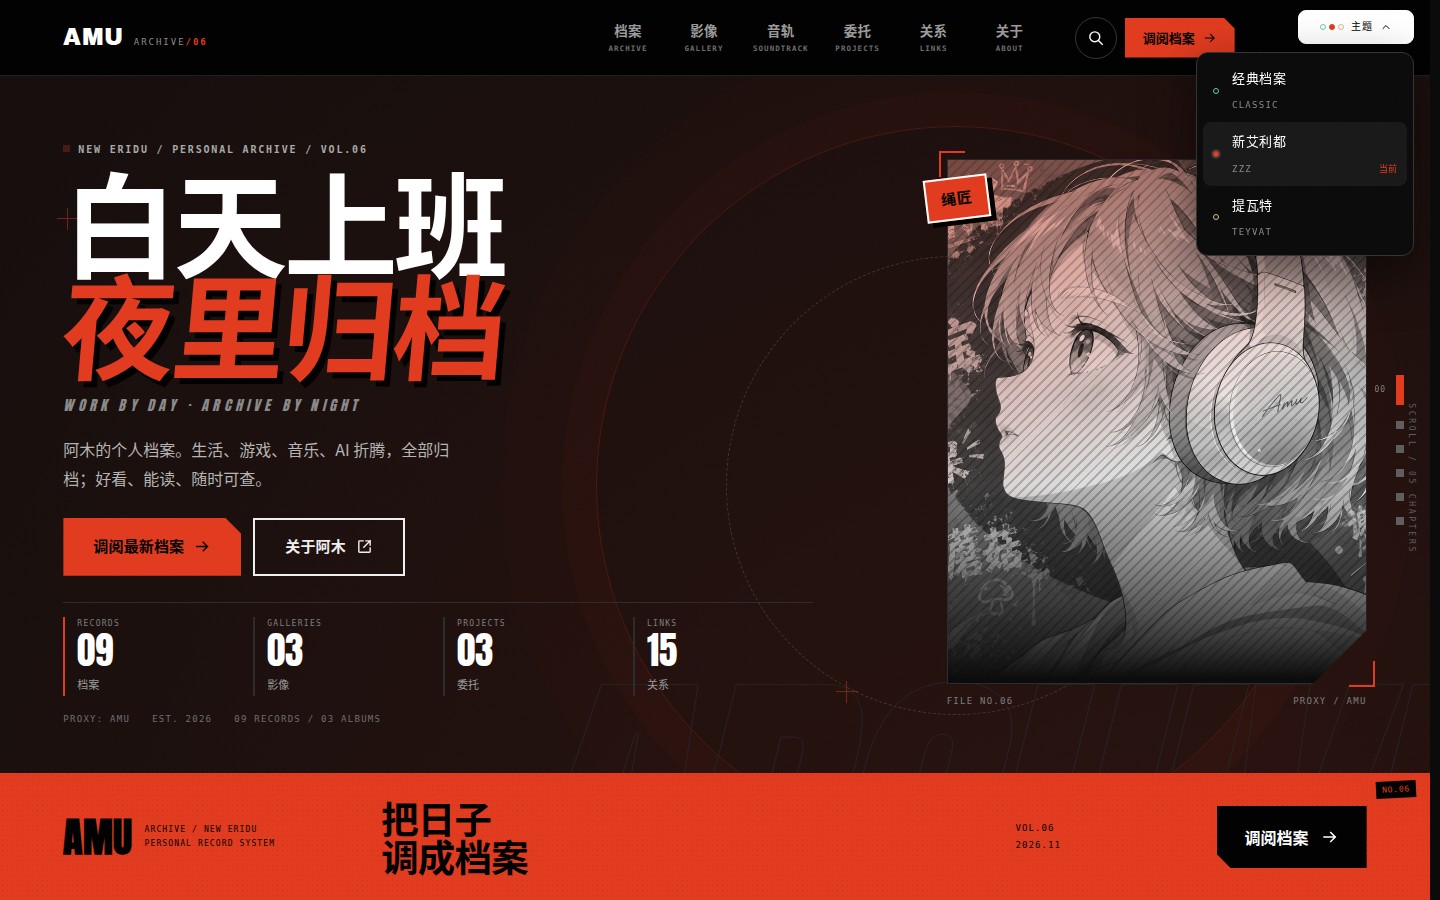 AMU ARCHIVE/06
档案 影像 音轨 委托 关系 关于
ARCHIVE GALLERY SOUNDTRACK PROJECTS LINKS ABOUT
调阅档案
主题
经典档案
CLASSIC
新艾利都
ZZZ 当前
提瓦特
TEYVAT
NEW ERIDU / PERSONAL ARCHIVE / VOL.06
白天上班
夜里归档
WORK BY DAY · ARCHIVE BY NIGHT
阿木的个人档案。生活、游戏、音乐、AI 折腾，全部归
档；好看、能读、随时可查。
调阅最新档案
关于阿木
RECORDS GALLERIES PROJECTS LINKS
09 03 03 15
档案 影像 委托 关系
PROXY: AMU EST. 2026 09 RECORDS / 03 ALBUMS
绳匠
Amu
蘑菇
FILE NO.06 PROXY / AMU
00
SCROLL / 05 CHAPTERS
AMU
ARCHIVE / NEW ERIDU
PERSONAL RECORD SYSTEM
把日子
调成档案
VOL.06
2026.11
NO.06
调阅档案